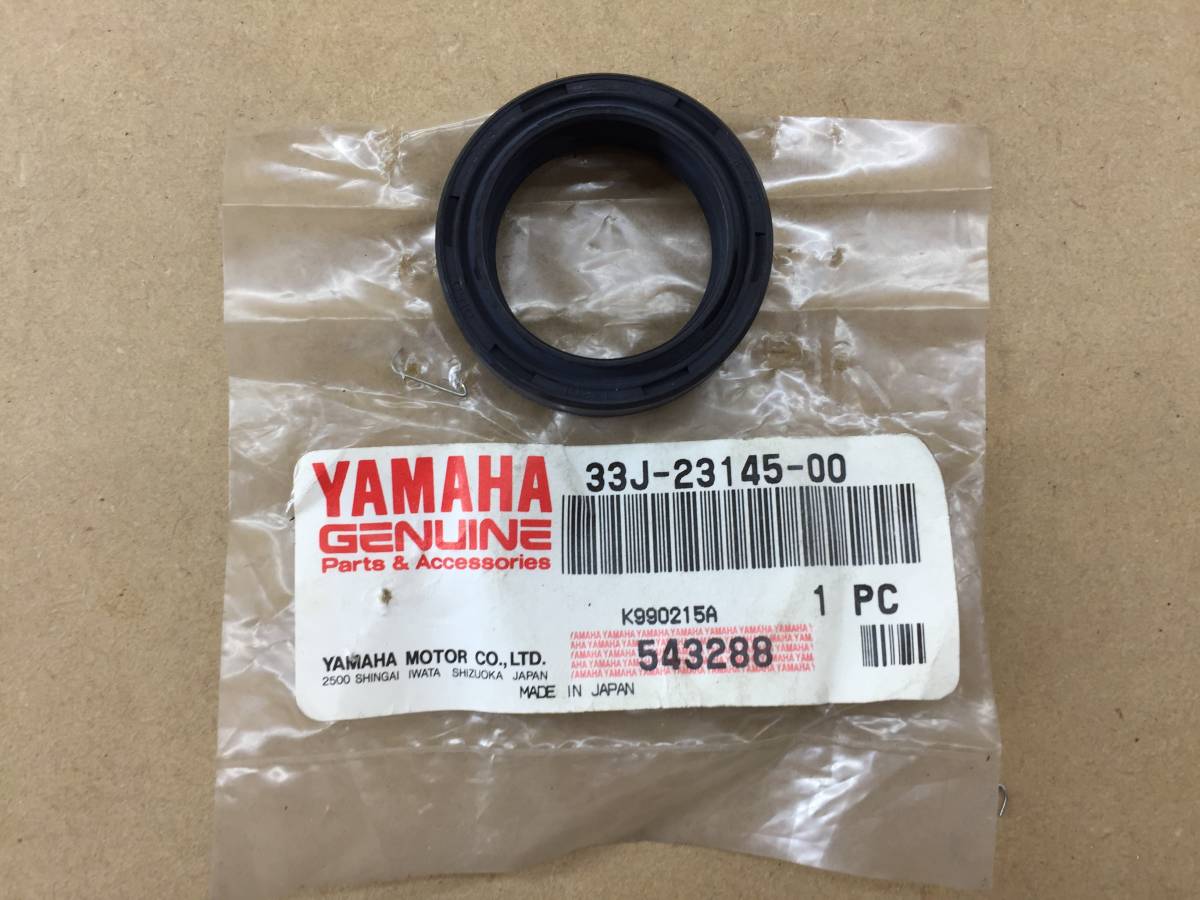 YAMAHA
GENUINE
Parts & Accessories
33J-23145-00
1 PC
K990215A
543288
YAMAHA MOTOR CO.,LTD.
2500 SHINGAI IWATA SHIZUOKA JAPAN
MADE IN JAPAN